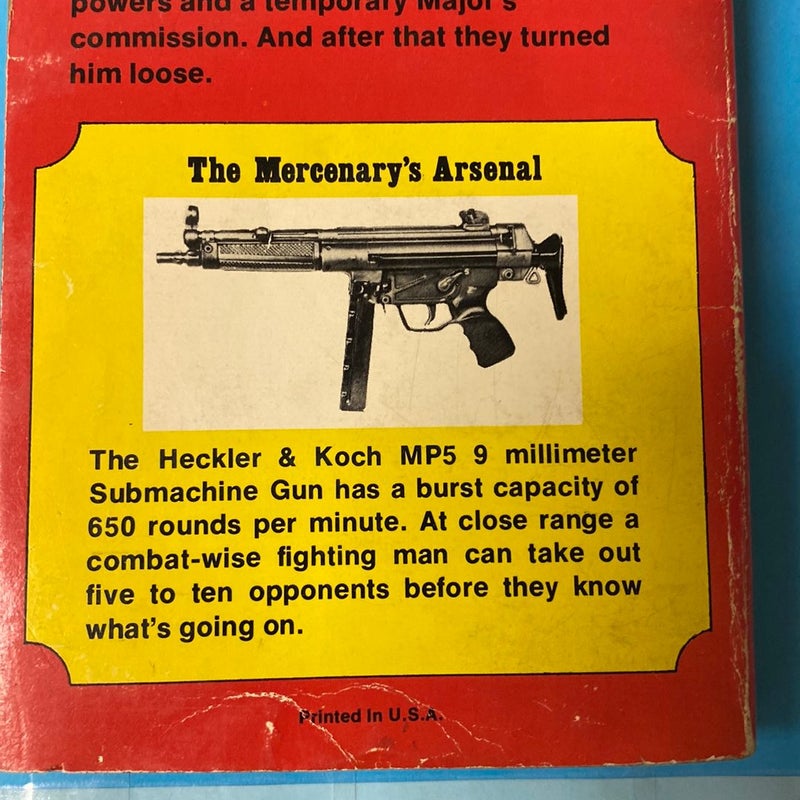 powers and a temporary Major's
commission. And after that they turned
him loose.
The Mercenary's Arsenal
The Heckler & Koch MP5 9 millimeter
Submachine Gun has a burst capacity of
650 rounds per minute. At close range a
combat-wise fighting man can take out
five to ten opponents before they know
what's going on.
Printed In U.S.A.